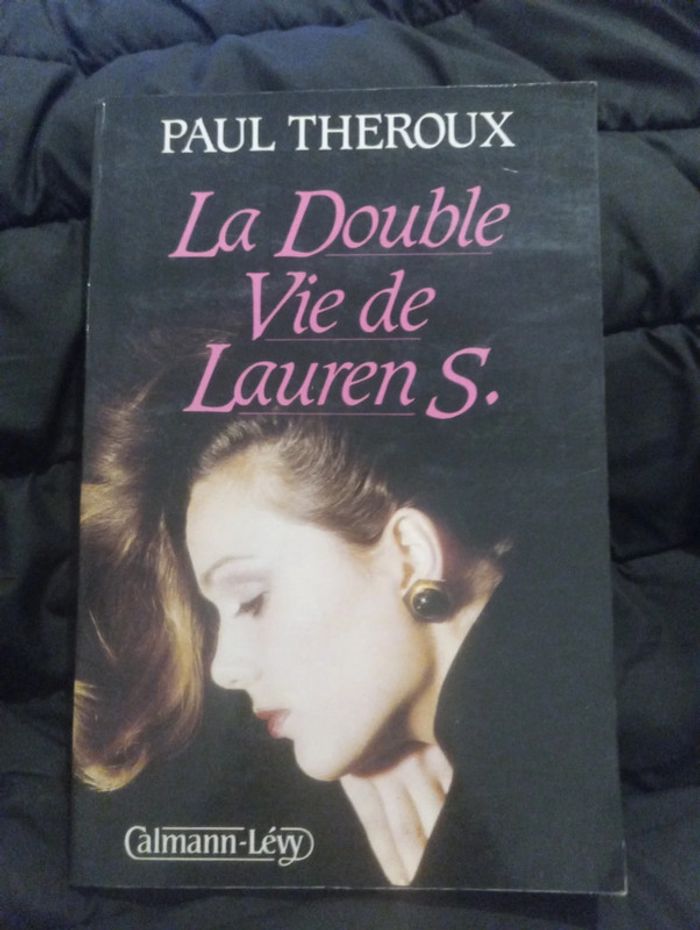 PAUL THEROUX
La Double
Vie de
Lauren S.
Calmann-Lévy